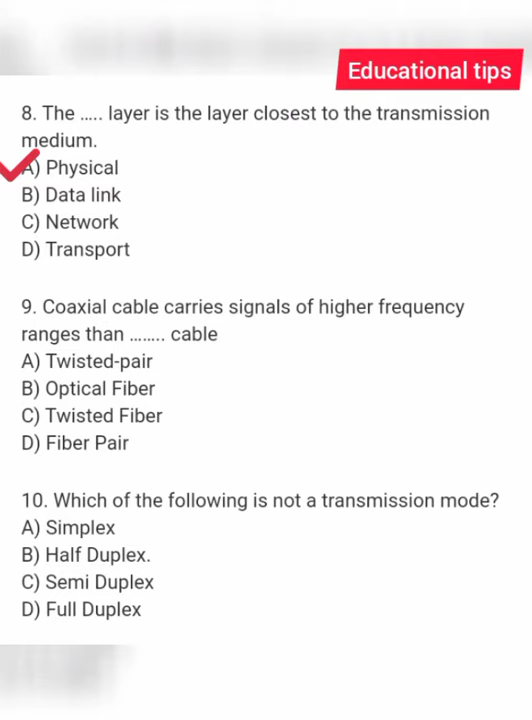 Educational tips
8. The ..... layer is the layer closest to the transmission
medium.
A) Physical
B) Data link
C) Network
D) Transport
9. Coaxial cable carries signals of higher frequency
ranges than ........ cable
A) Twisted-pair
B) Optical Fiber
C) Twisted Fiber
D) Fiber Pair
10. Which of the following is not a transmission mode?
A) Simplex
B) Half Duplex.
C) Semi Duplex
D) Full Duplex